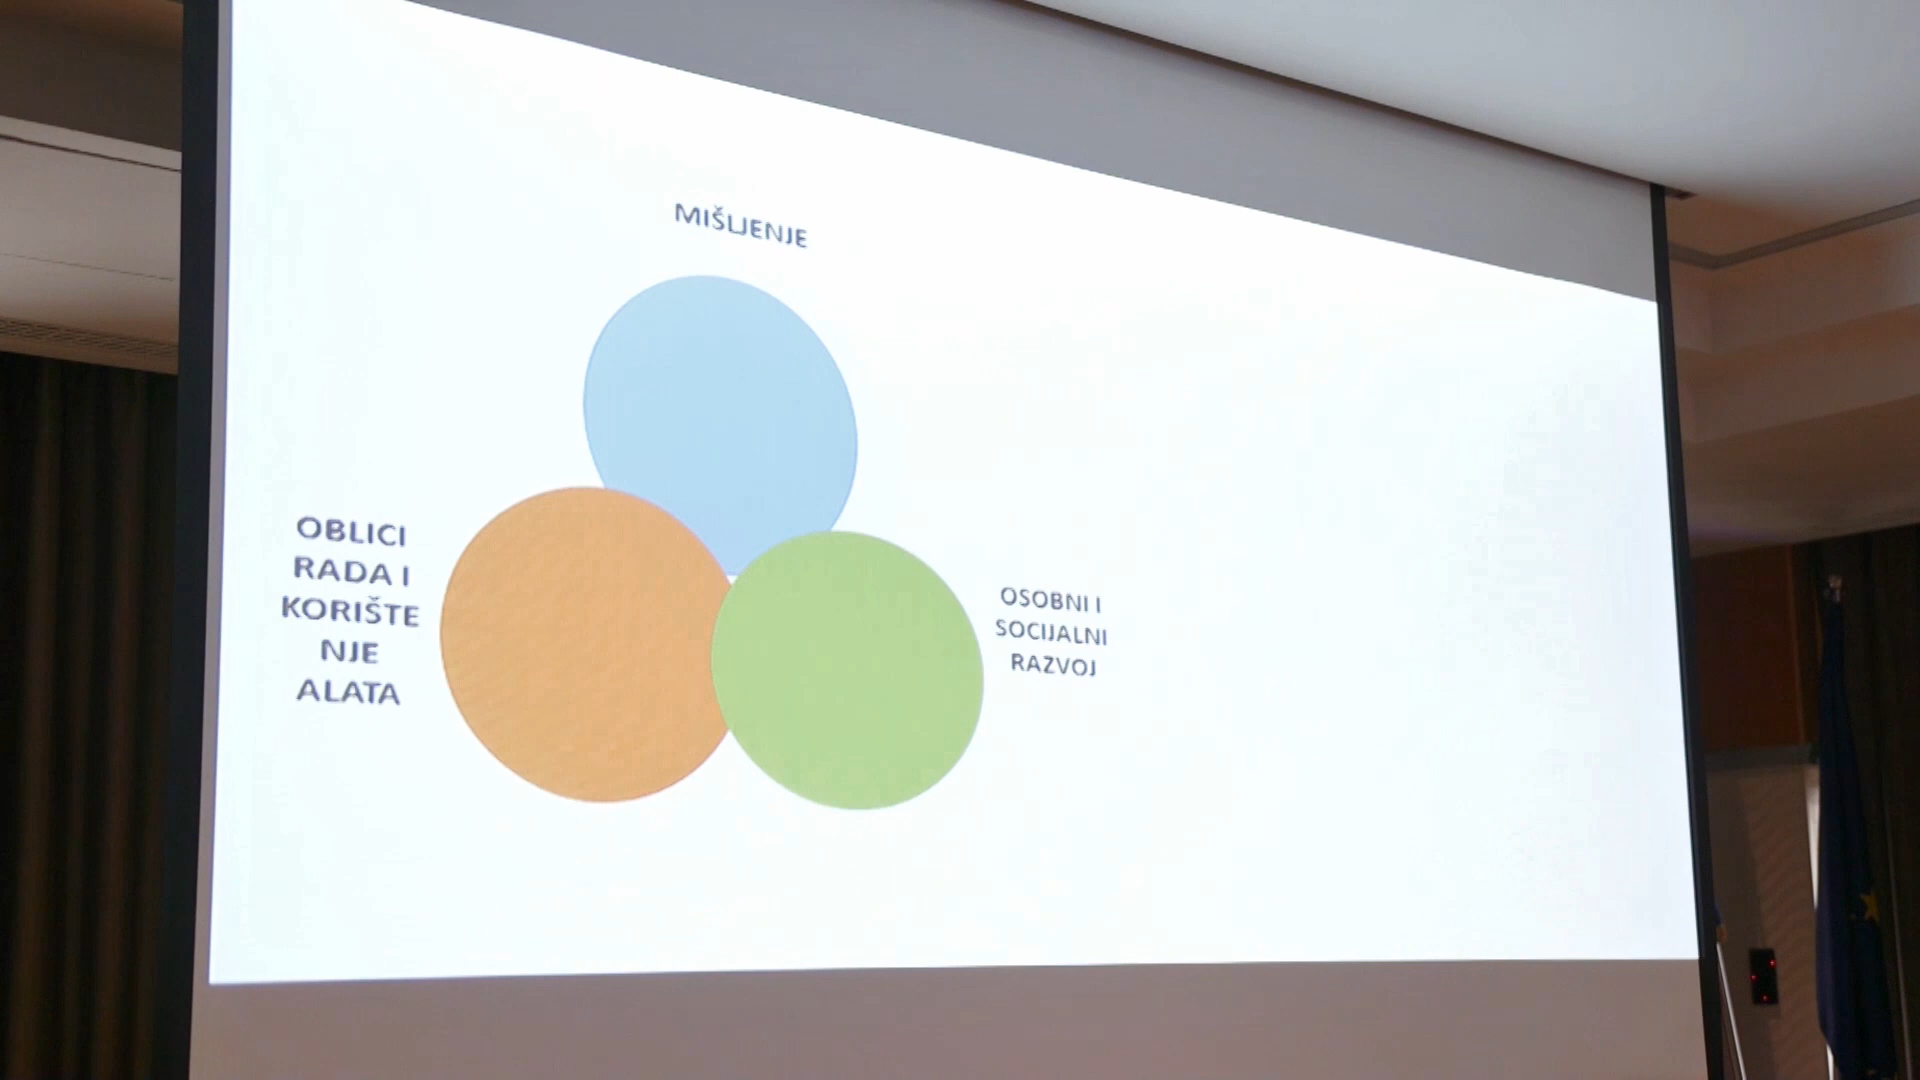 MIŠLJENJE
OBLICI
RADA I
KORIŠTE
NJE
ALATA
OSOBNI I
SOCIJALNI
RAZVOJ